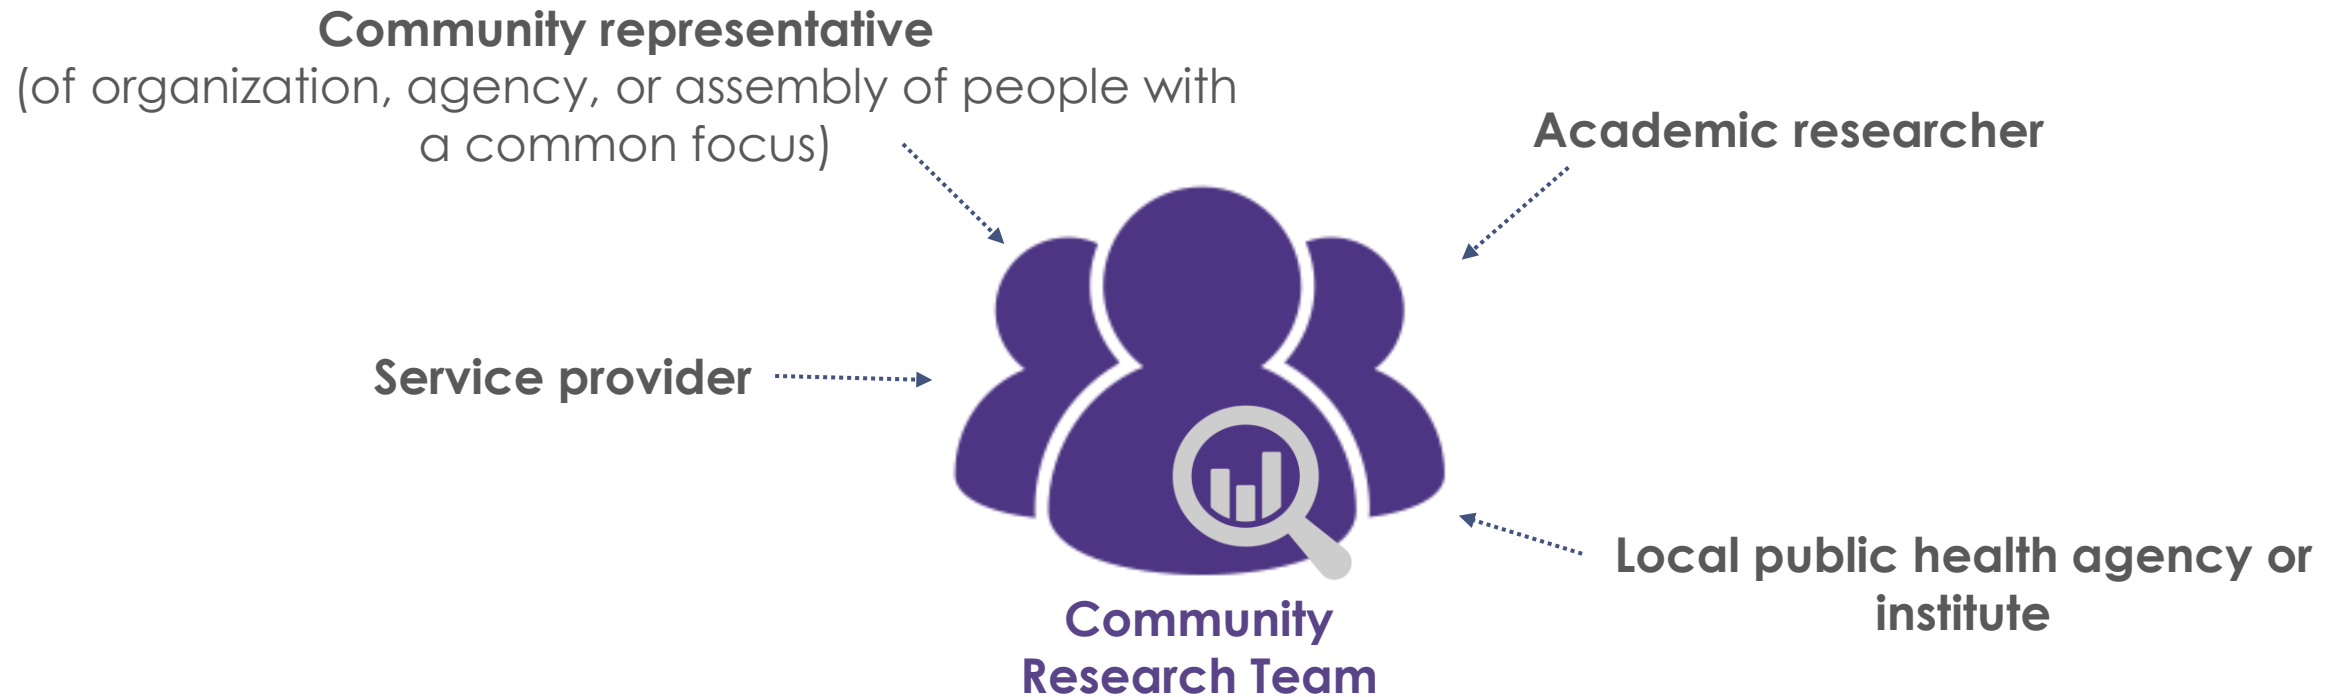 Community representative
(of organization, agency, or assembly of people with
a common focus)
Academic researcher
Service provider
Local public health agency or
institute
Community
Research Team